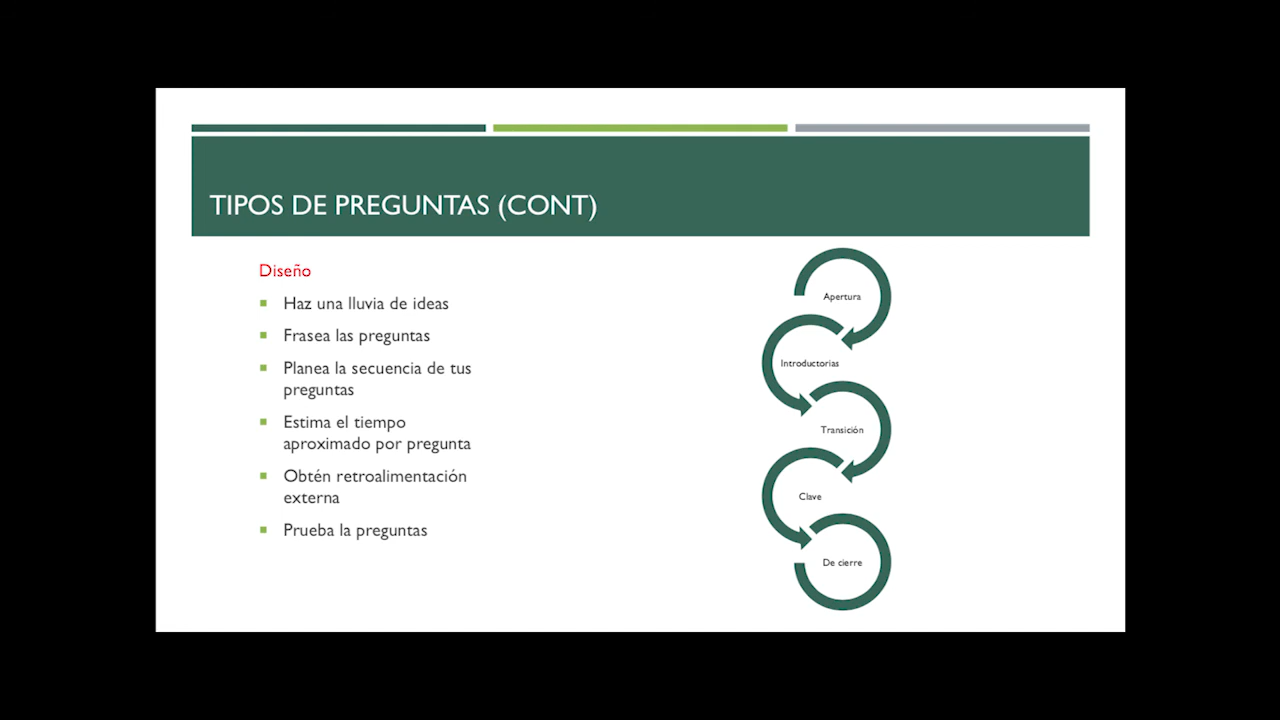 TIPOS DE PREGUNTAS (CONT)
Diseño
Haz una lluvia de ideas
Frasea las preguntas
Planea la secuencia de tus
preguntas
Estima el tiempo
aproximado por pregunta
Obtén retroalimentación
externa
Prueba la preguntas
Apertura
Introductorias
Transición
Clave
De cierre